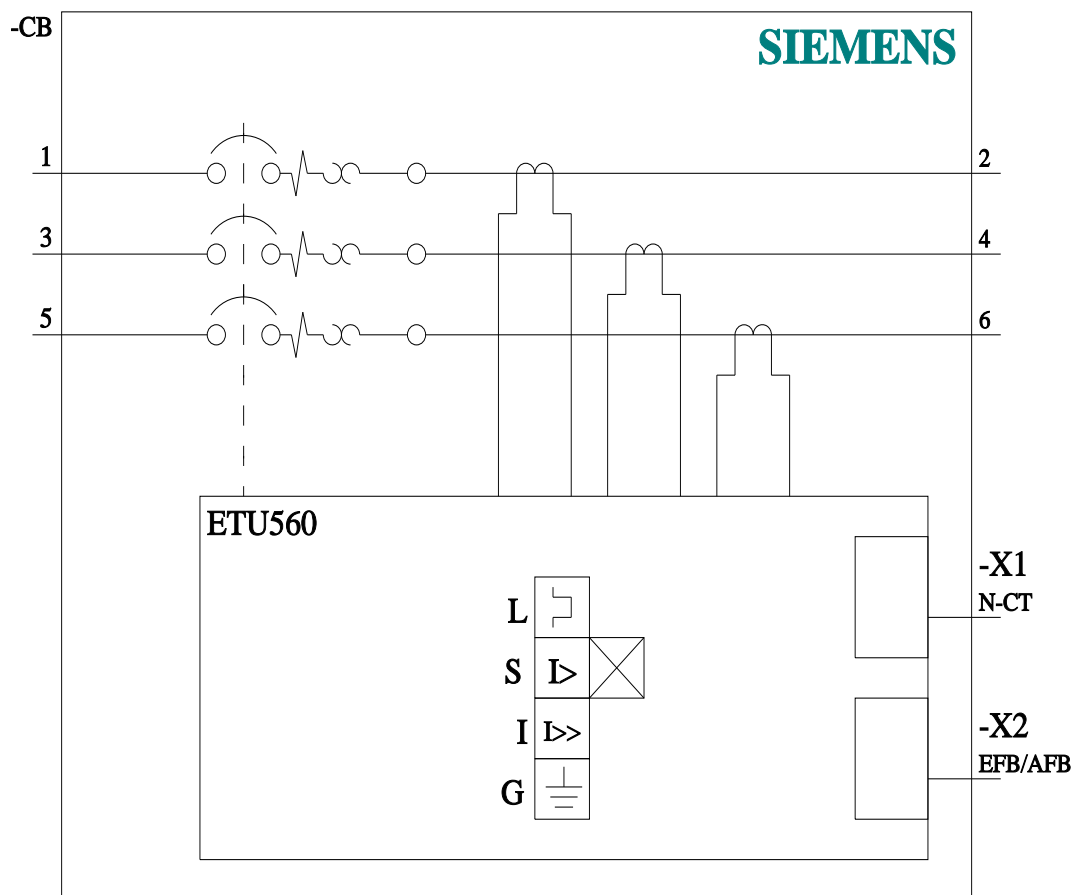 -CB
SIEMENS
1
2
3
4
5
6
ETU560
-X1
N-CT
L
S
I>
I
I>>
G
-X2
EFB/AFB